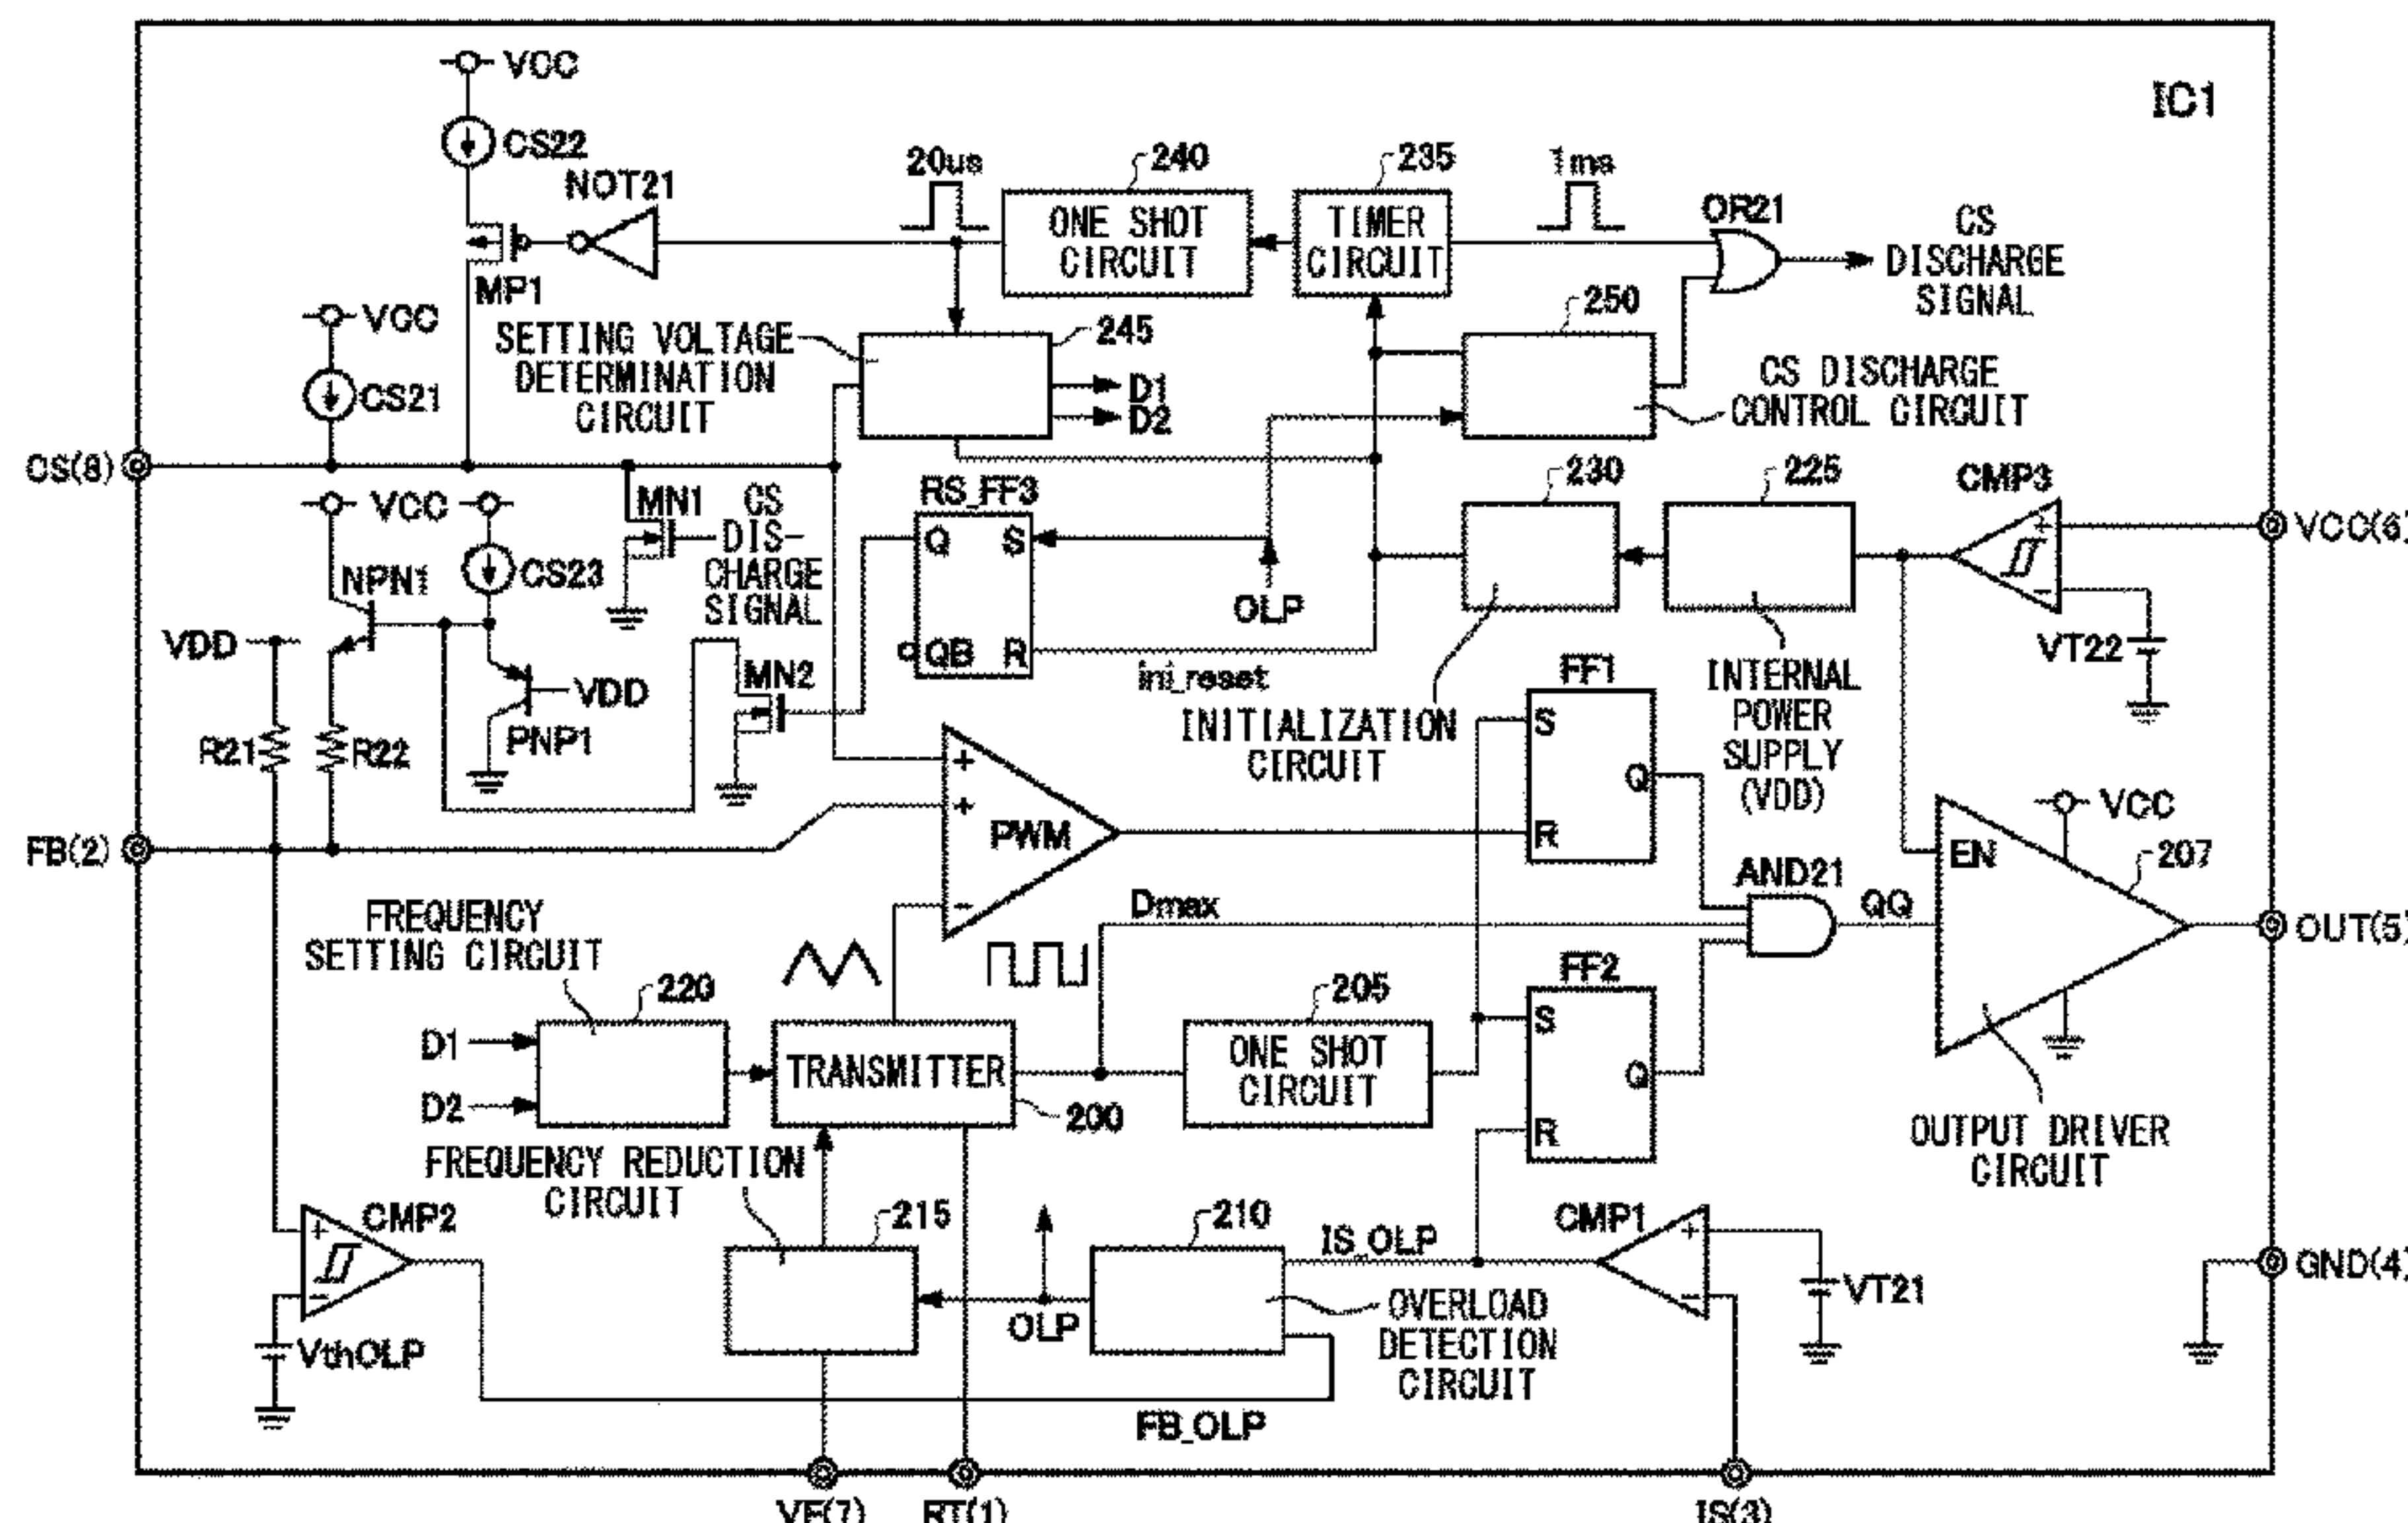 IC1
VCC
CS22
NOT21
MP1
20us
240
ONE SHOT
CIRCUIT
235
TIMER
CIRCUIT
1ms
OR21
CS
DISCHARGE
SIGNAL
VCC
CS21
SETTING VOLTAGE
DETERMINATION
CIRCUIT
245
D1
D2
250
CS DISCHARGE
CONTROL CIRCUIT
CS(8)
VCC
CS23
NPN1
VDD
R21
R22
PNP1
VDD
MN1
CS
DIS-
CHARGE
SIGNAL
MN2
RS_FF3
Q
S
QB
R
OLP
ini_reset
230
INITIALIZATION
CIRCUIT
225
INTERNAL
POWER
SUPPLY
(VDD)
CMP3
+
−
VT22
VCC(6)
FB(2)
+
+
−
PWM
FF1
S
Q
R
AND21
QQ
VCC
EN
207
OUT(5)
OUTPUT DRIVER
CIRCUIT
FREQUENCY
SETTING CIRCUIT
220
D1
D2
TRANSMITTER
200
Dmax
205
ONE SHOT
CIRCUIT
FF2
S
Q
R
FREQUENCY REDUCTION
CIRCUIT
215
CMP2
+
−
VthOLP
OLP
210
IS_OLP
OVERLOAD
DETECTION
CIRCUIT
FB_OLP
CMP1
+
−
VT21
GND(4)
VF(7)
RT(1)
IS(3)